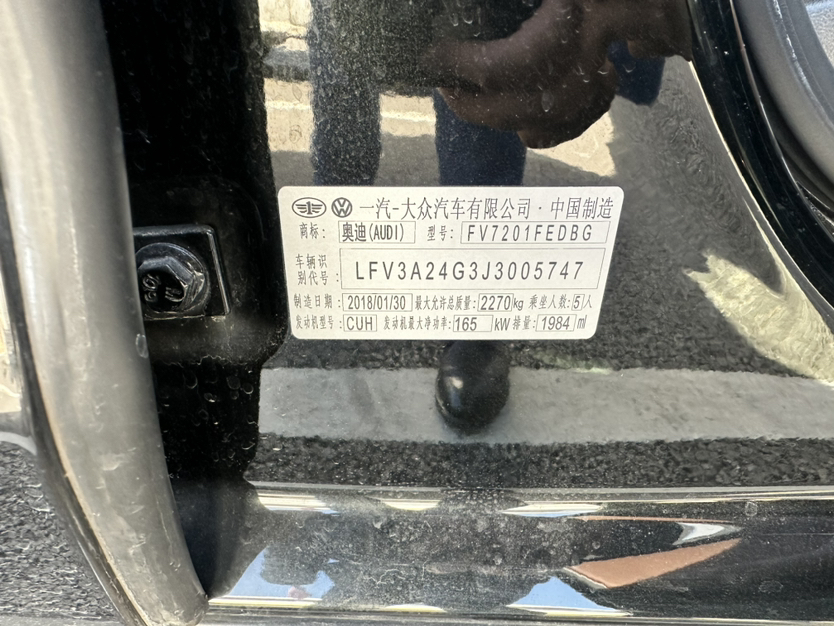 一汽-大众汽车有限公司·中国制造
商标: 奥迪(AUDI) 型号: FV7201FEDBG
车辆识别代号: LFV3A24G3J3005747
制造日期: 2018/01/30 最大允许总质量: 2270kg 乘坐人数: 5人
发动机型号: CUH 发动机最大净功率: 165 kW 排量: 1984 ml